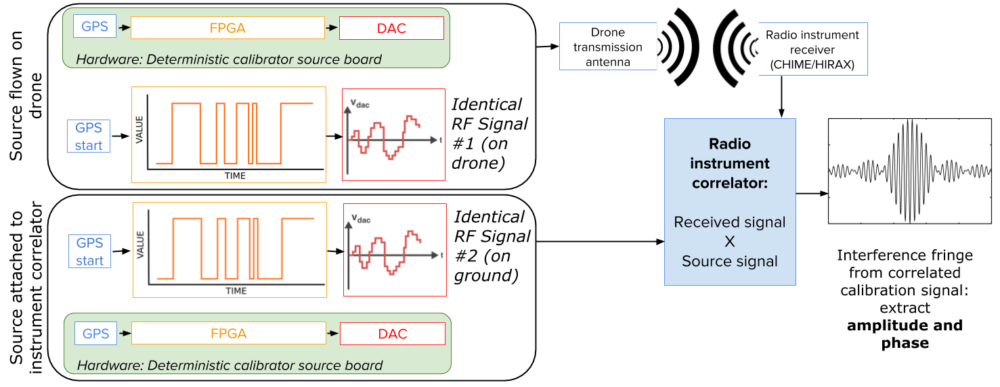 Source flown on
drone
GPS
FPGA
DAC
Hardware: Deterministic calibrator source board
GPS
start
VALUE
TIME
Vdac
t
Identical
RF Signal
#1 (on
drone)
Drone
transmission
antenna
Radio instrument
receiver
(CHIME/HIRAX)
Source attached to
instrument correlator
GPS
start
VALUE
TIME
Vdac
t
Identical
RF Signal
#2 (on
ground)
GPS
FPGA
DAC
Hardware: Deterministic calibrator source board
Radio
instrument
correlator:
Received signal
X
Source signal
Interference fringe
from correlated
calibration signal:
extract
amplitude and
phase